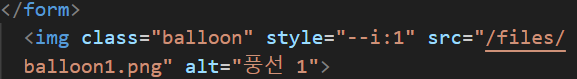 </form>
<img class="balloon" style="--i:1" src="/files/
balloon1.png" alt="풍선 1">